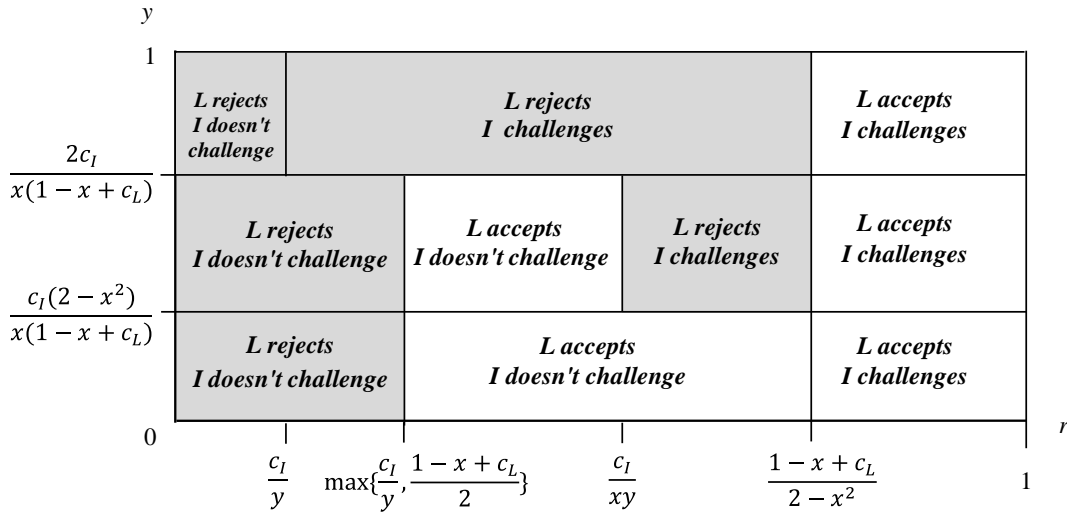 y
1
L rejects
I doesn't
challenge
L rejects
I challenges
L accepts
I challenges
2c_I
x(1 − x + c_L)
L rejects
I doesn't challenge
L accepts
I doesn't challenge
L rejects
I challenges
L accepts
I challenges
c_I(2 − x²)
x(1 − x + c_L)
L rejects
I doesn't challenge
L accepts
I doesn't challenge
L accepts
I challenges
0
r
c_I/y
max{c_I/y, (1 − x + c_L)/2}
c_I/xy
(1 − x + c_L)/(2 − x²)
1